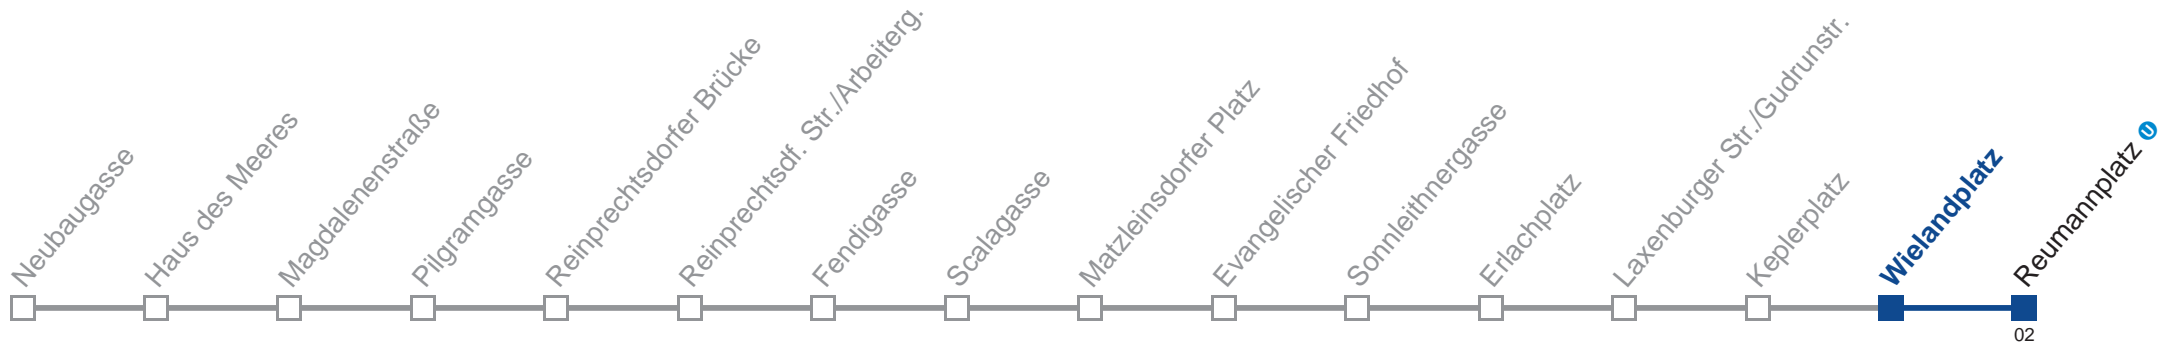 Neubaugasse
Haus des Meeres
Magdalenenstraße
Pilgramgasse
Reinprechtsdorfer Brücke
Reinprechtsdf. Str./Arbeiterg.
Fendigasse
Scalagasse
Matzleinsdorfer Platz
Evangelischer Friedhof
Sonnleithnergasse
Erlachplatz
Laxenburger Str./Gudrunstr.
Keplerplatz
Wielandplatz
Reumannplatz U
02